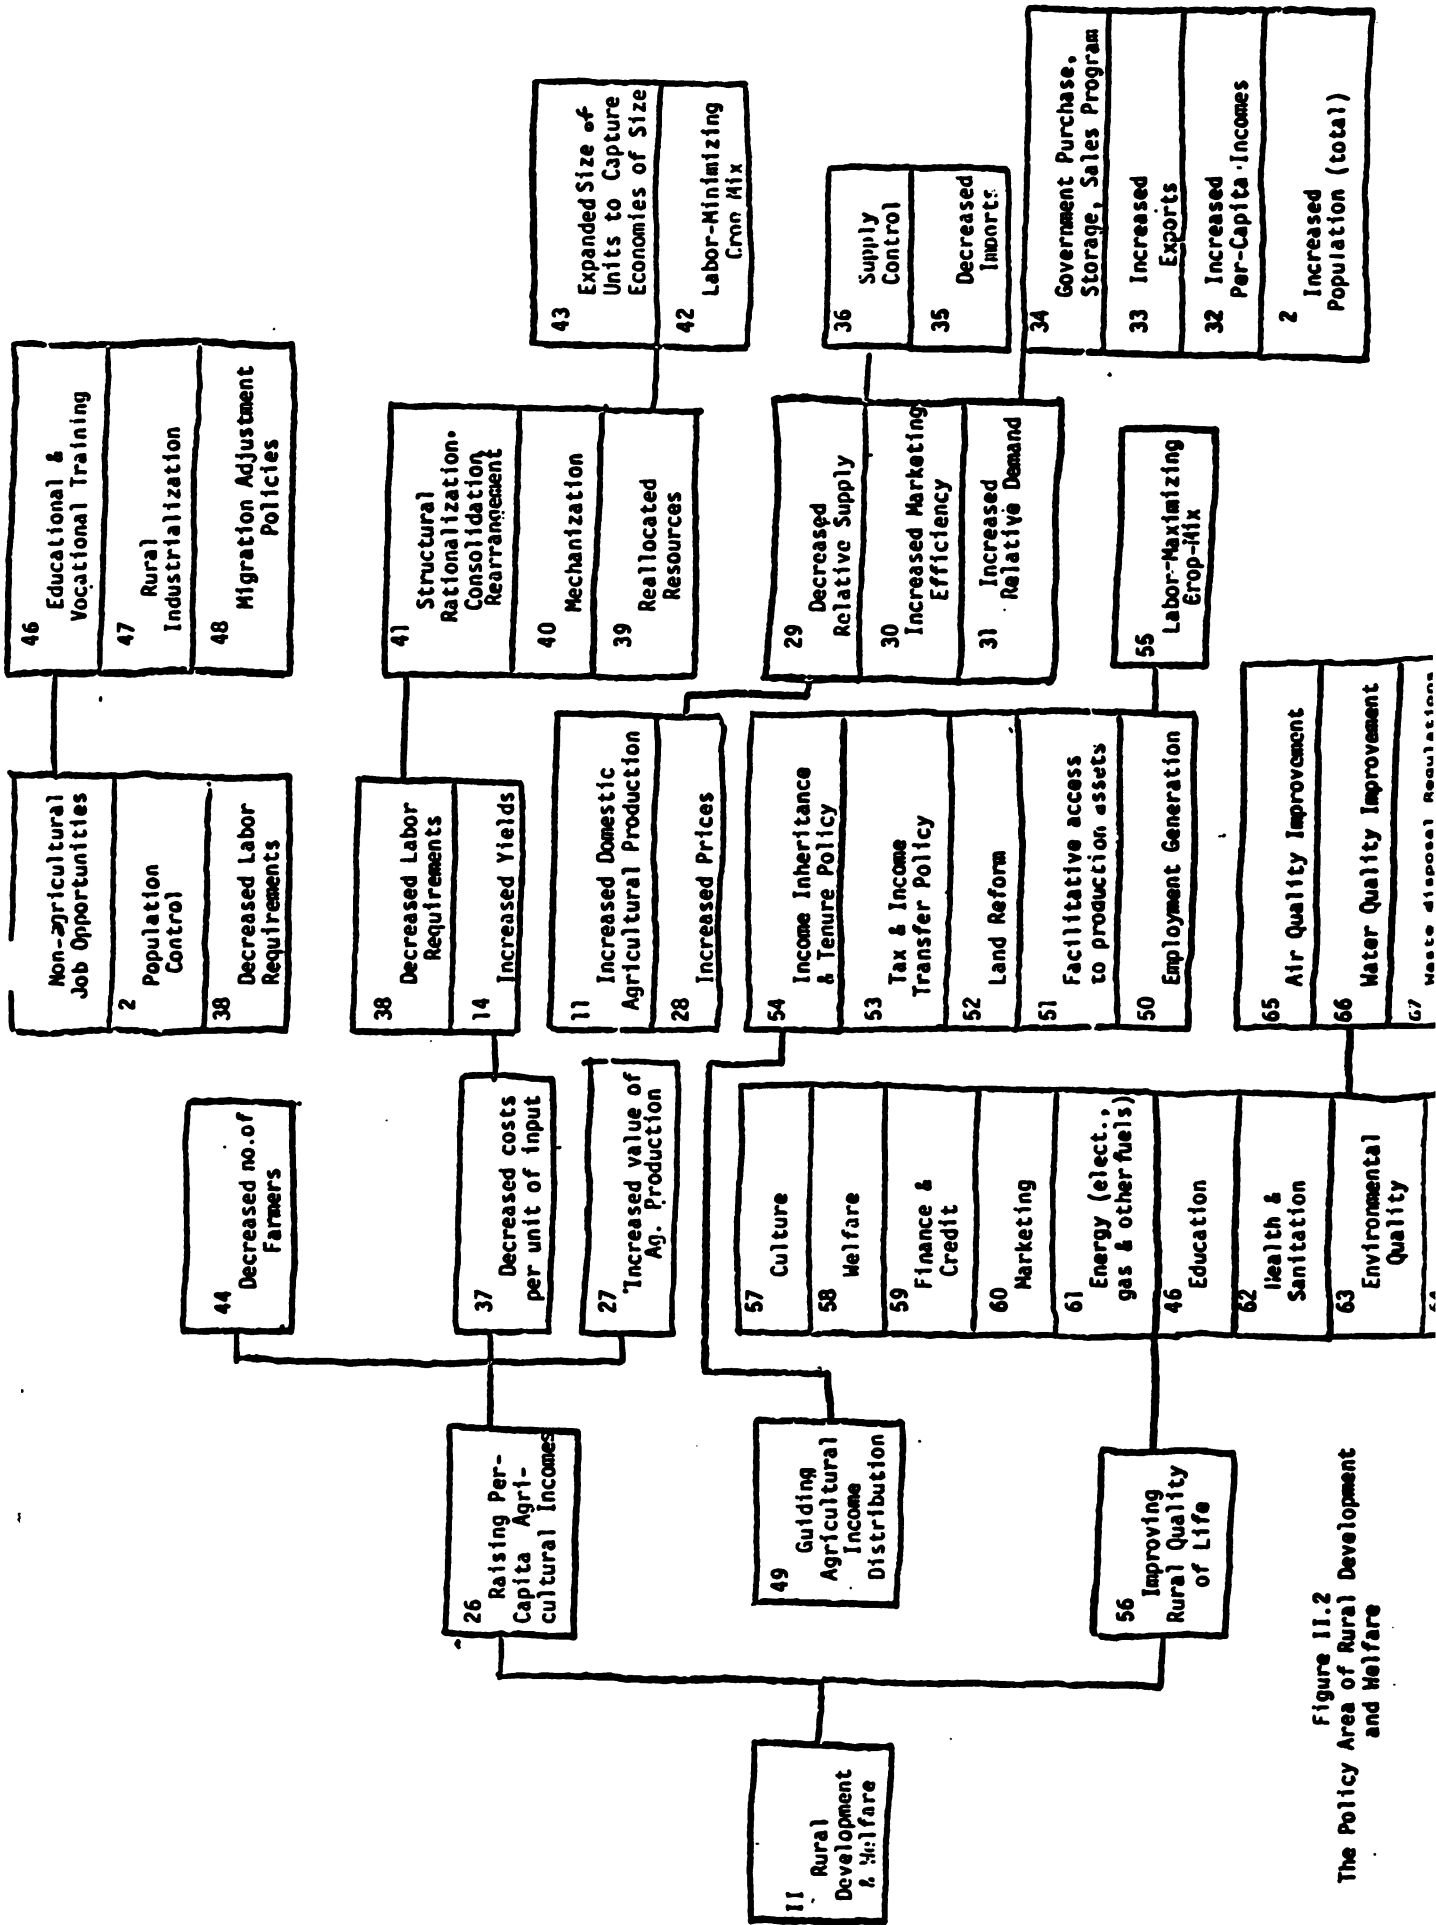 II
Rural
Development
& Welfare
26 Raising Per-
Capita Agri-
cultural Incomes
49
Guiding
Agricultural
Income
Distribution
56
Improving
Rural Quality
of Life
44
Decreased no.of
Farmers
37
Decreased costs
per unit of input
27
Increased value of
Ag. Production
57
Culture
58
Welfare
59
Finance &
Credit
60
Marketing
61
Energy (elect.,
gas & other fuels)
46
Education
62
Health &
Sanitation
63
Environmental
Quality
Non-agricultural
Job Opportunities
2
Population
Control
38
Decreased Labor
Requirements
38
Decreased Labor
Requirements
14
Increased Yields
11
Increased Domestic
Agricultural Production
28
Increased Prices
54
Income Inheritance
& Tenure Policy
53
Tax & Income
Transfer Policy
52
Land Reform
51
Facilitative access
to production assets
50
Employment Generation
65
Air Quality Improvement
66
Water Quality Improvement
67
Waste disposal Regulations
46
Educational &
Vocational Training
47
Rural
Industrialization
48
Migration Adjustment
Policies
41
Structural
Rationalization.
Consolidation,
Rearrangement
40
Mechanization
39
Reallocated
Resources
29
Decreased
Relative Supply
30
Increased Marketing
Efficiency
31
Increased
Relative Demand
55
Labor-Maximizing
Crop-Mix
43
Expanded Size of
Units to Capture
Economies of Size
42
Labor-Minimizing
Crop Mix
36
Supply
Control
35
Decreased
Imports
34
Government Purchase,
Storage, Sales Program
33
Increased
Exports
32
Increased
Per-Capita Incomes
2
Increased
Population (total)
Figure II.2
The Policy Area of Rural Development
and Welfare